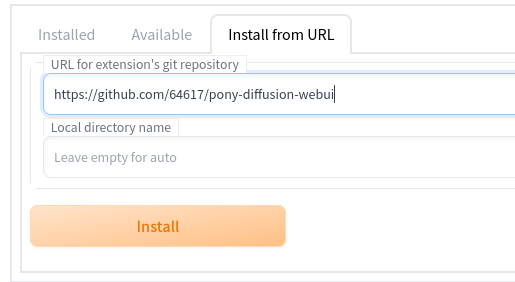 Installed Available Install from URL
URL for extension's git repository
https://github.com/64617/pony-diffusion-webui
Local directory name
Leave empty for auto
Install